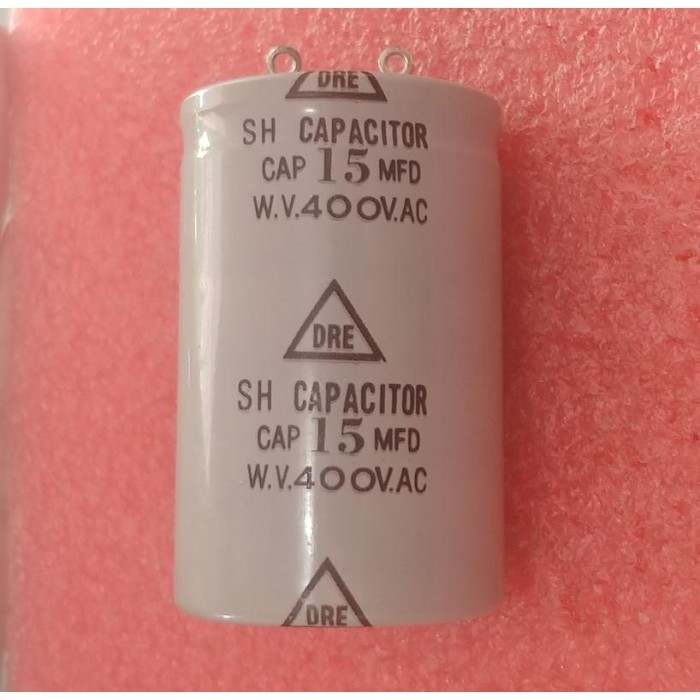 DRE
SH CAPACITOR
CAP 15 MFD
W.V.400V.AC
DRE
SH CAPACITOR
CAP 15 MFD
W.V.400V.AC
DRE